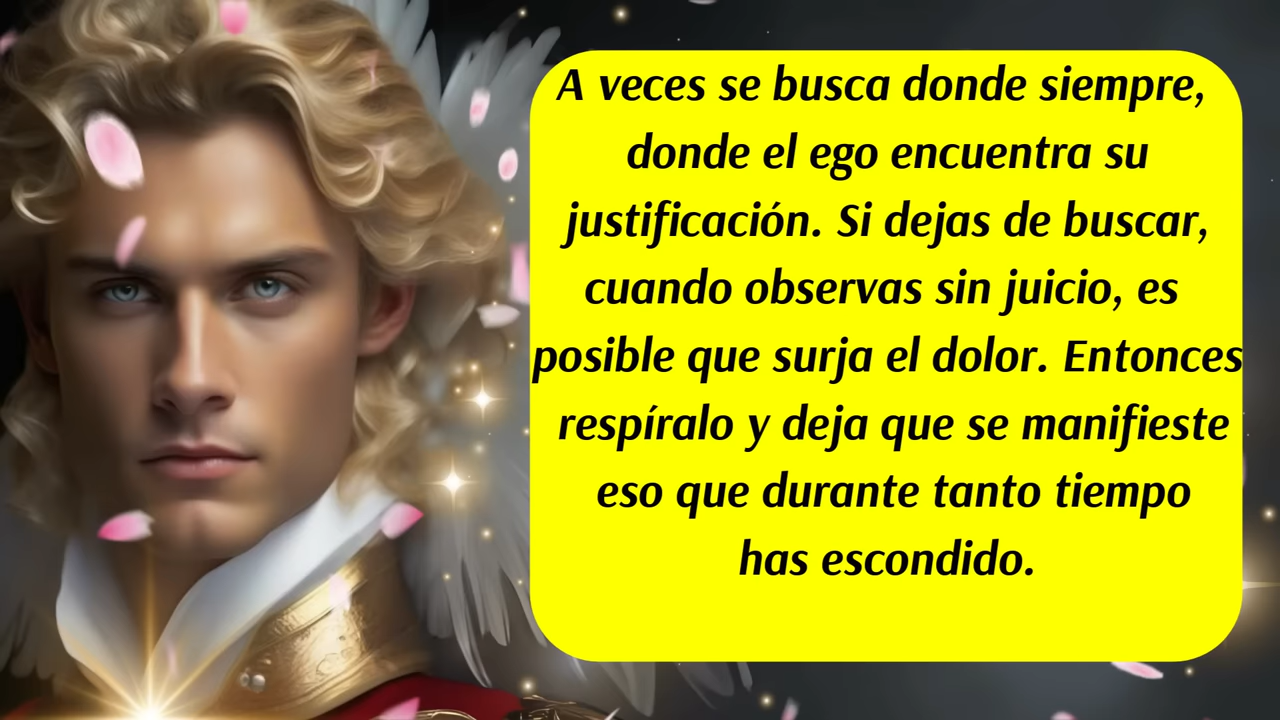 A veces se busca donde siempre,
donde el ego encuentra su
justificación. Si dejas de buscar,
cuando observas sin juicio, es
posible que surja el dolor. Entonces
respíralo y deja que se manifieste
eso que durante tanto tiempo
has escondido.